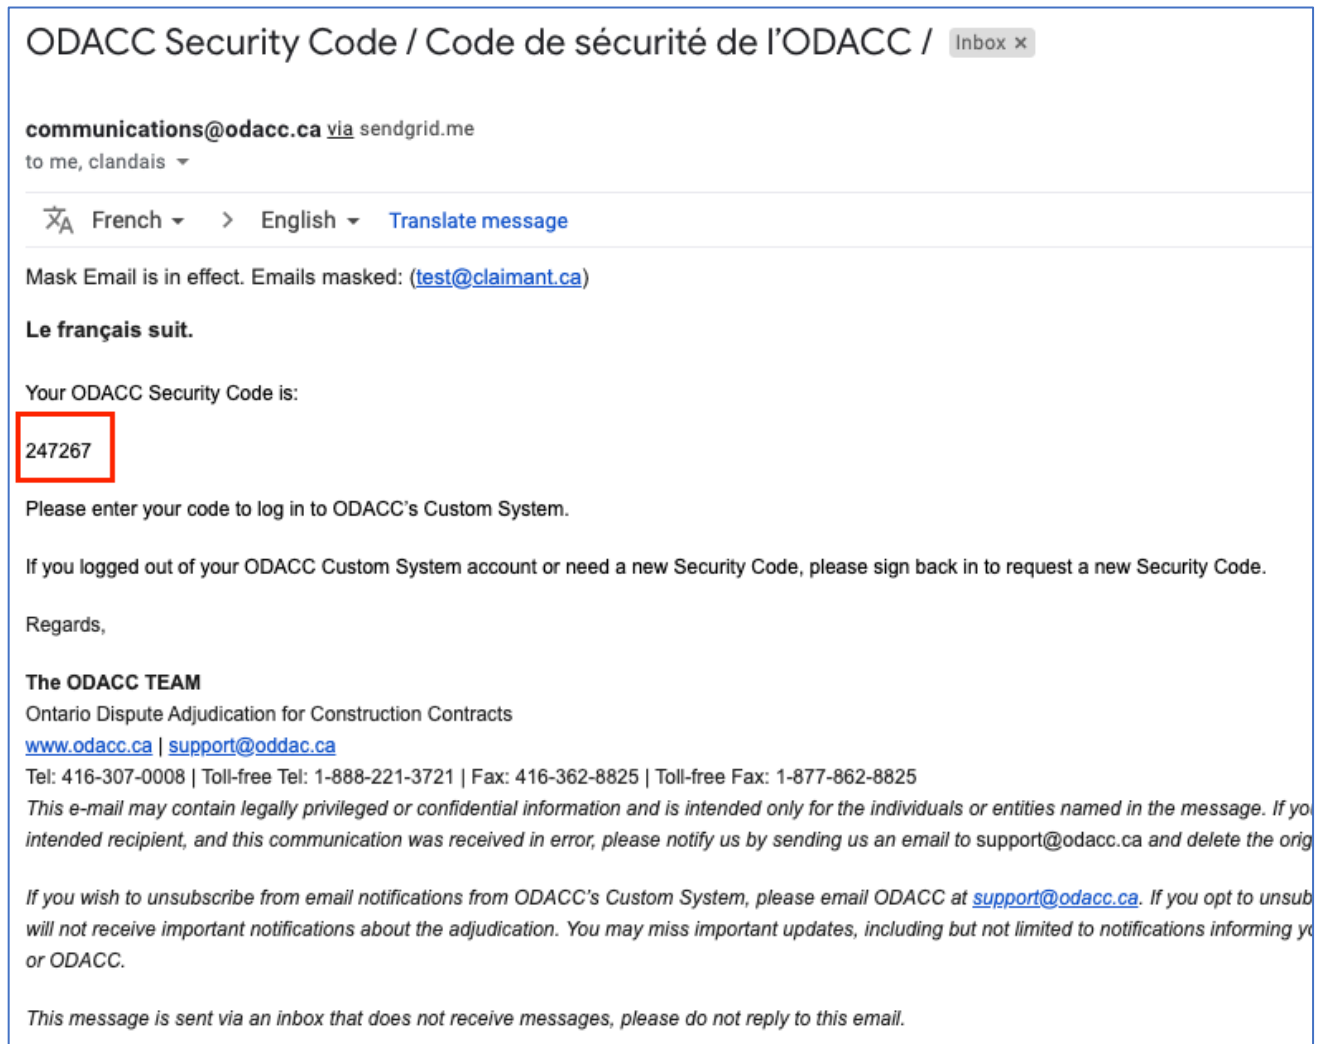 ODACC Security Code / Code de sécurité de l'ODACC / Inbox ×
communications@odacc.ca via sendgrid.me
to me, clandais
French > English Translate message
Mask Email is in effect. Emails masked: (test@claimant.ca)
Le français suit.
Your ODACC Security Code is:
247267
Please enter your code to log in to ODACC's Custom System.
If you logged out of your ODACC Custom System account or need a new Security Code, please sign back in to request a new Security Code.
Regards,
The ODACC TEAM
Ontario Dispute Adjudication for Construction Contracts
www.odacc.ca | support@oddac.ca
Tel: 416-307-0008 | Toll-free Tel: 1-888-221-3721 | Fax: 416-362-8825 | Toll-free Fax: 1-877-862-8825
This e-mail may contain legally privileged or confidential information and is intended only for the individuals or entities named in the message. If
intended recipient, and this communication was received in error, please notify us by sending us an email to support@odacc.ca and delete the
If you wish to unsubscribe from email notifications from ODACC's Custom System, please email ODACC at support@odacc.ca. If you opt to
will not receive important notifications about the adjudication. You may miss important updates, including but not limited to notifications informing
or ODACC.
This message is sent via an inbox that does not receive messages, please do not reply to this email.